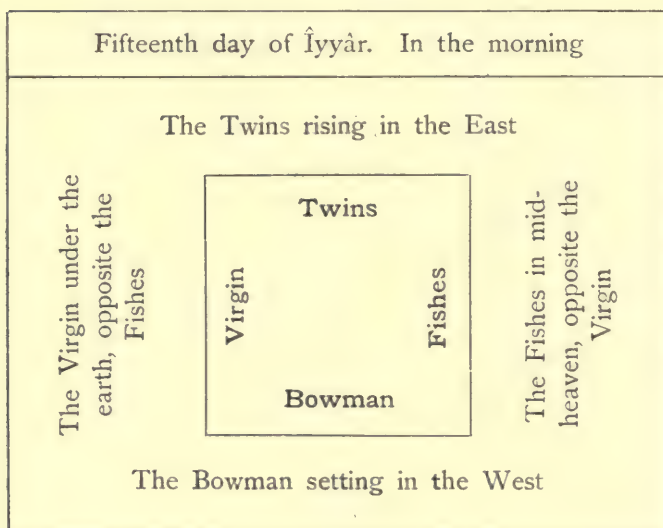 Fifteenth day of Îyyâr. In the morning
The Twins rising in the East
The Virgin under the
earth, opposite the
Fishes
Twins
Virgin
Fishes
Bowman
The Fishes in mid-
heaven, opposite the
Virgin
The Bowman setting in the West